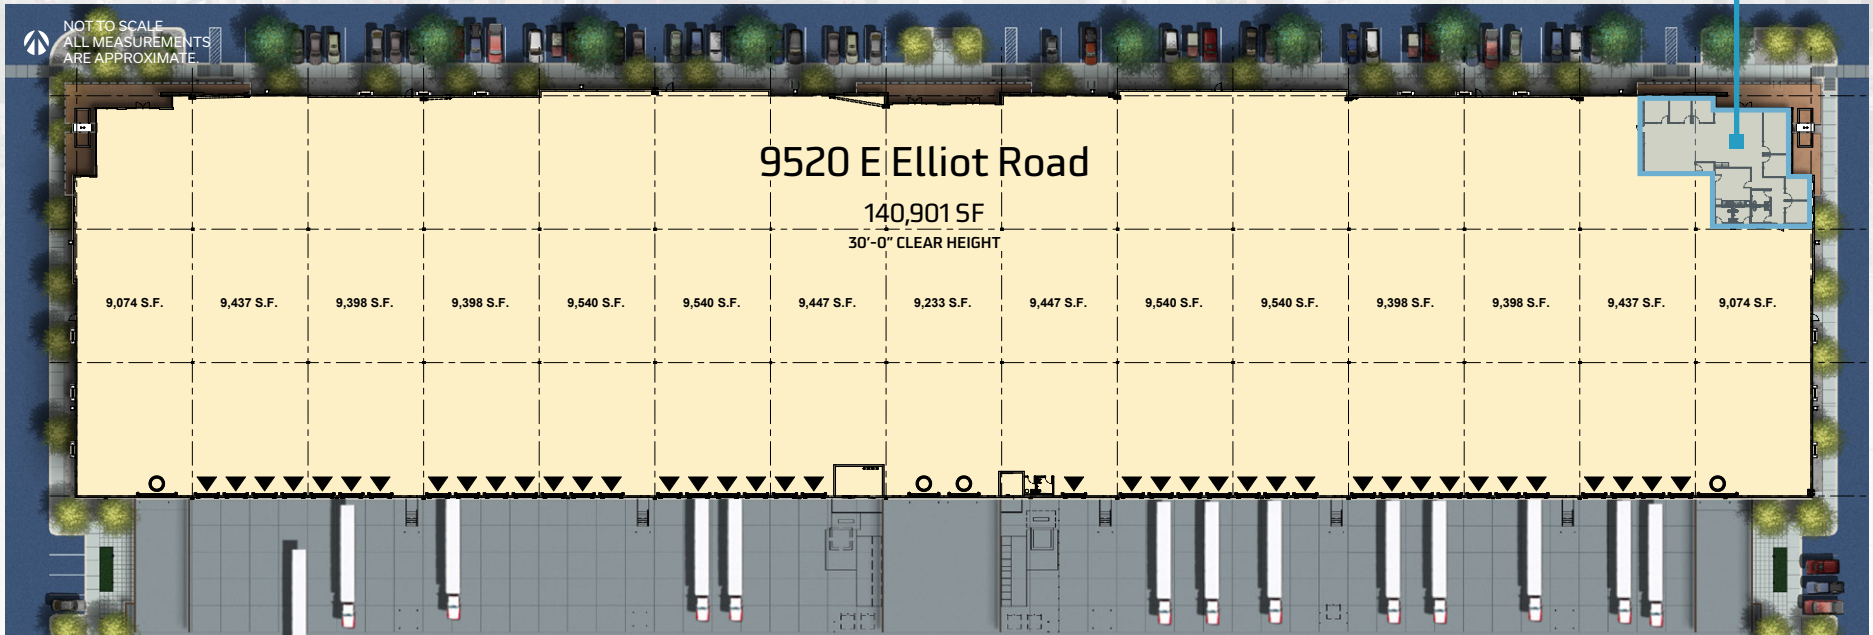 NOT TO SCALE
ALL MEASUREMENTS
ARE APPROXIMATE.
9520 E Elliot Road
140,901 SF
30'-0" CLEAR HEIGHT
9,074 S.F.
9,437 S.F.
9,398 S.F.
9,398 S.F.
9,540 S.F.
9,540 S.F.
9,447 S.F.
9,233 S.F.
9,447 S.F.
9,540 S.F.
9,540 S.F.
9,398 S.F.
9,398 S.F.
9,437 S.F.
9,074 S.F.